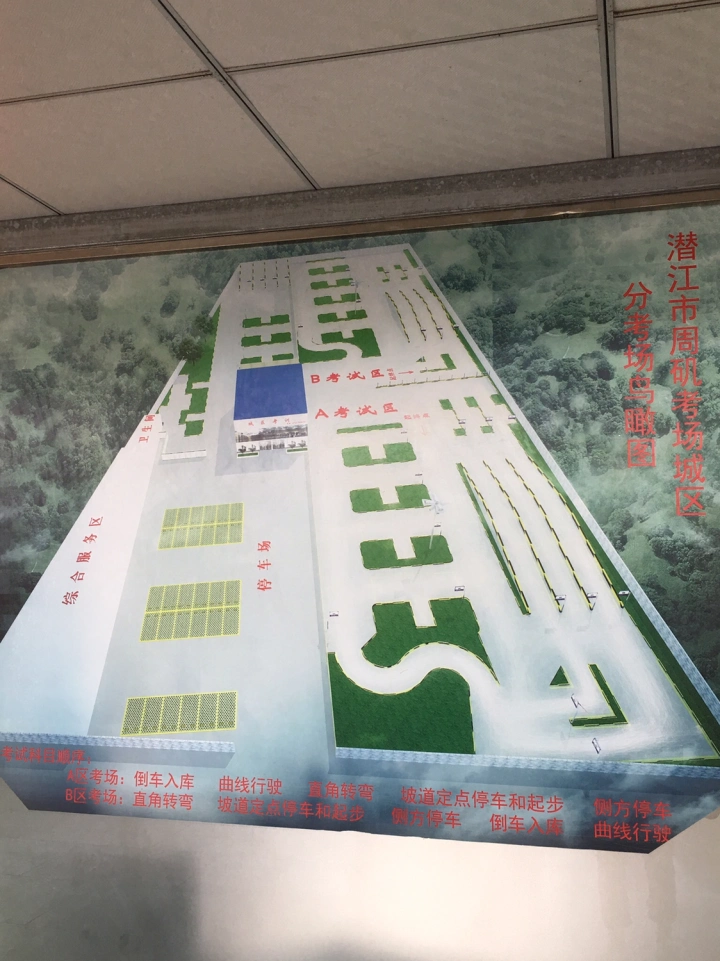 潜江市周矶考场城区
分考场鸟瞰图
B考试区
A考试区
卫生间
综合服务区
停车场
A区考场：倒车入库 曲线行驶 直角转弯 坡道定点停车和起步 侧方停车
B区考场：直角转弯 坡道定点停车和起步 侧方停车 倒车入库 曲线行驶